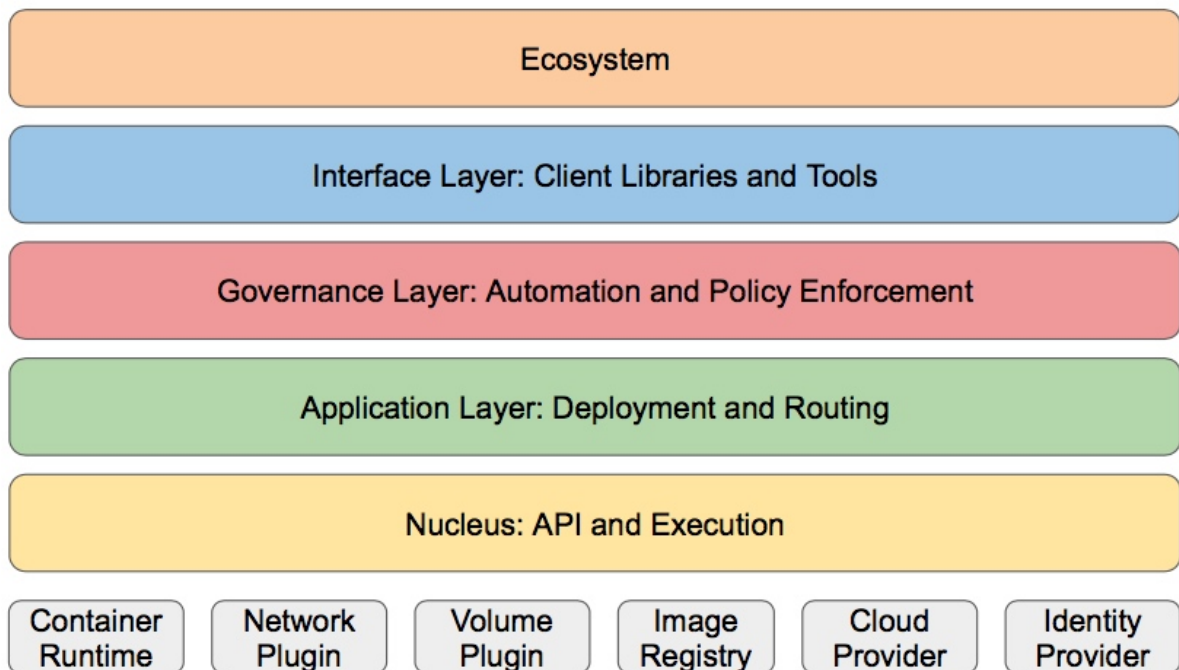 Ecosystem
Interface Layer: Client Libraries and Tools
Governance Layer: Automation and Policy Enforcement
Application Layer: Deployment and Routing
Nucleus: API and Execution
Container
Runtime
Network
Plugin
Volume
Plugin
Image
Registry
Cloud
Provider
Identity
Provider